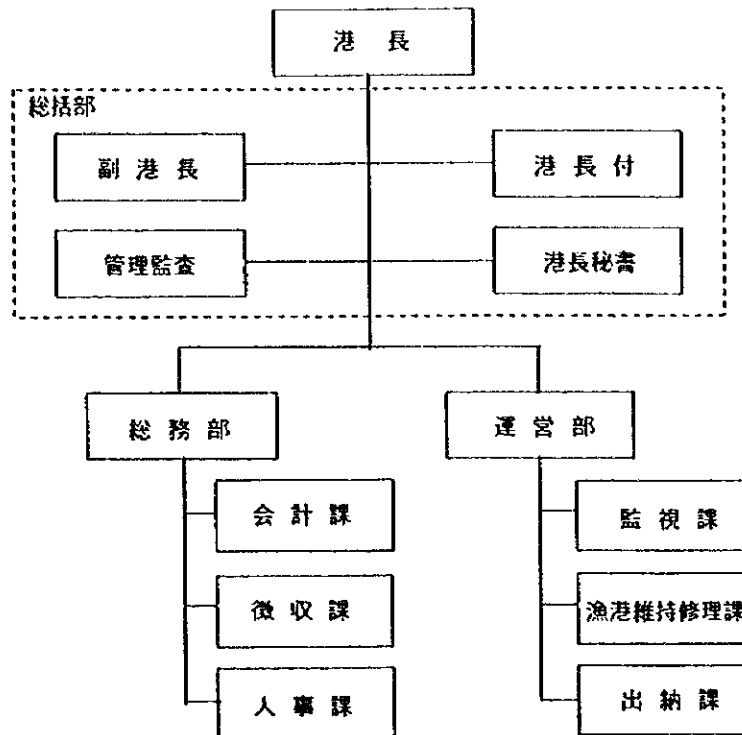 港長
総括部
副港長
港長付
管理監査
港長秘書
総務部
運営部
会計課
監視課
徴収課
漁港維持修理課
人事課
出納課